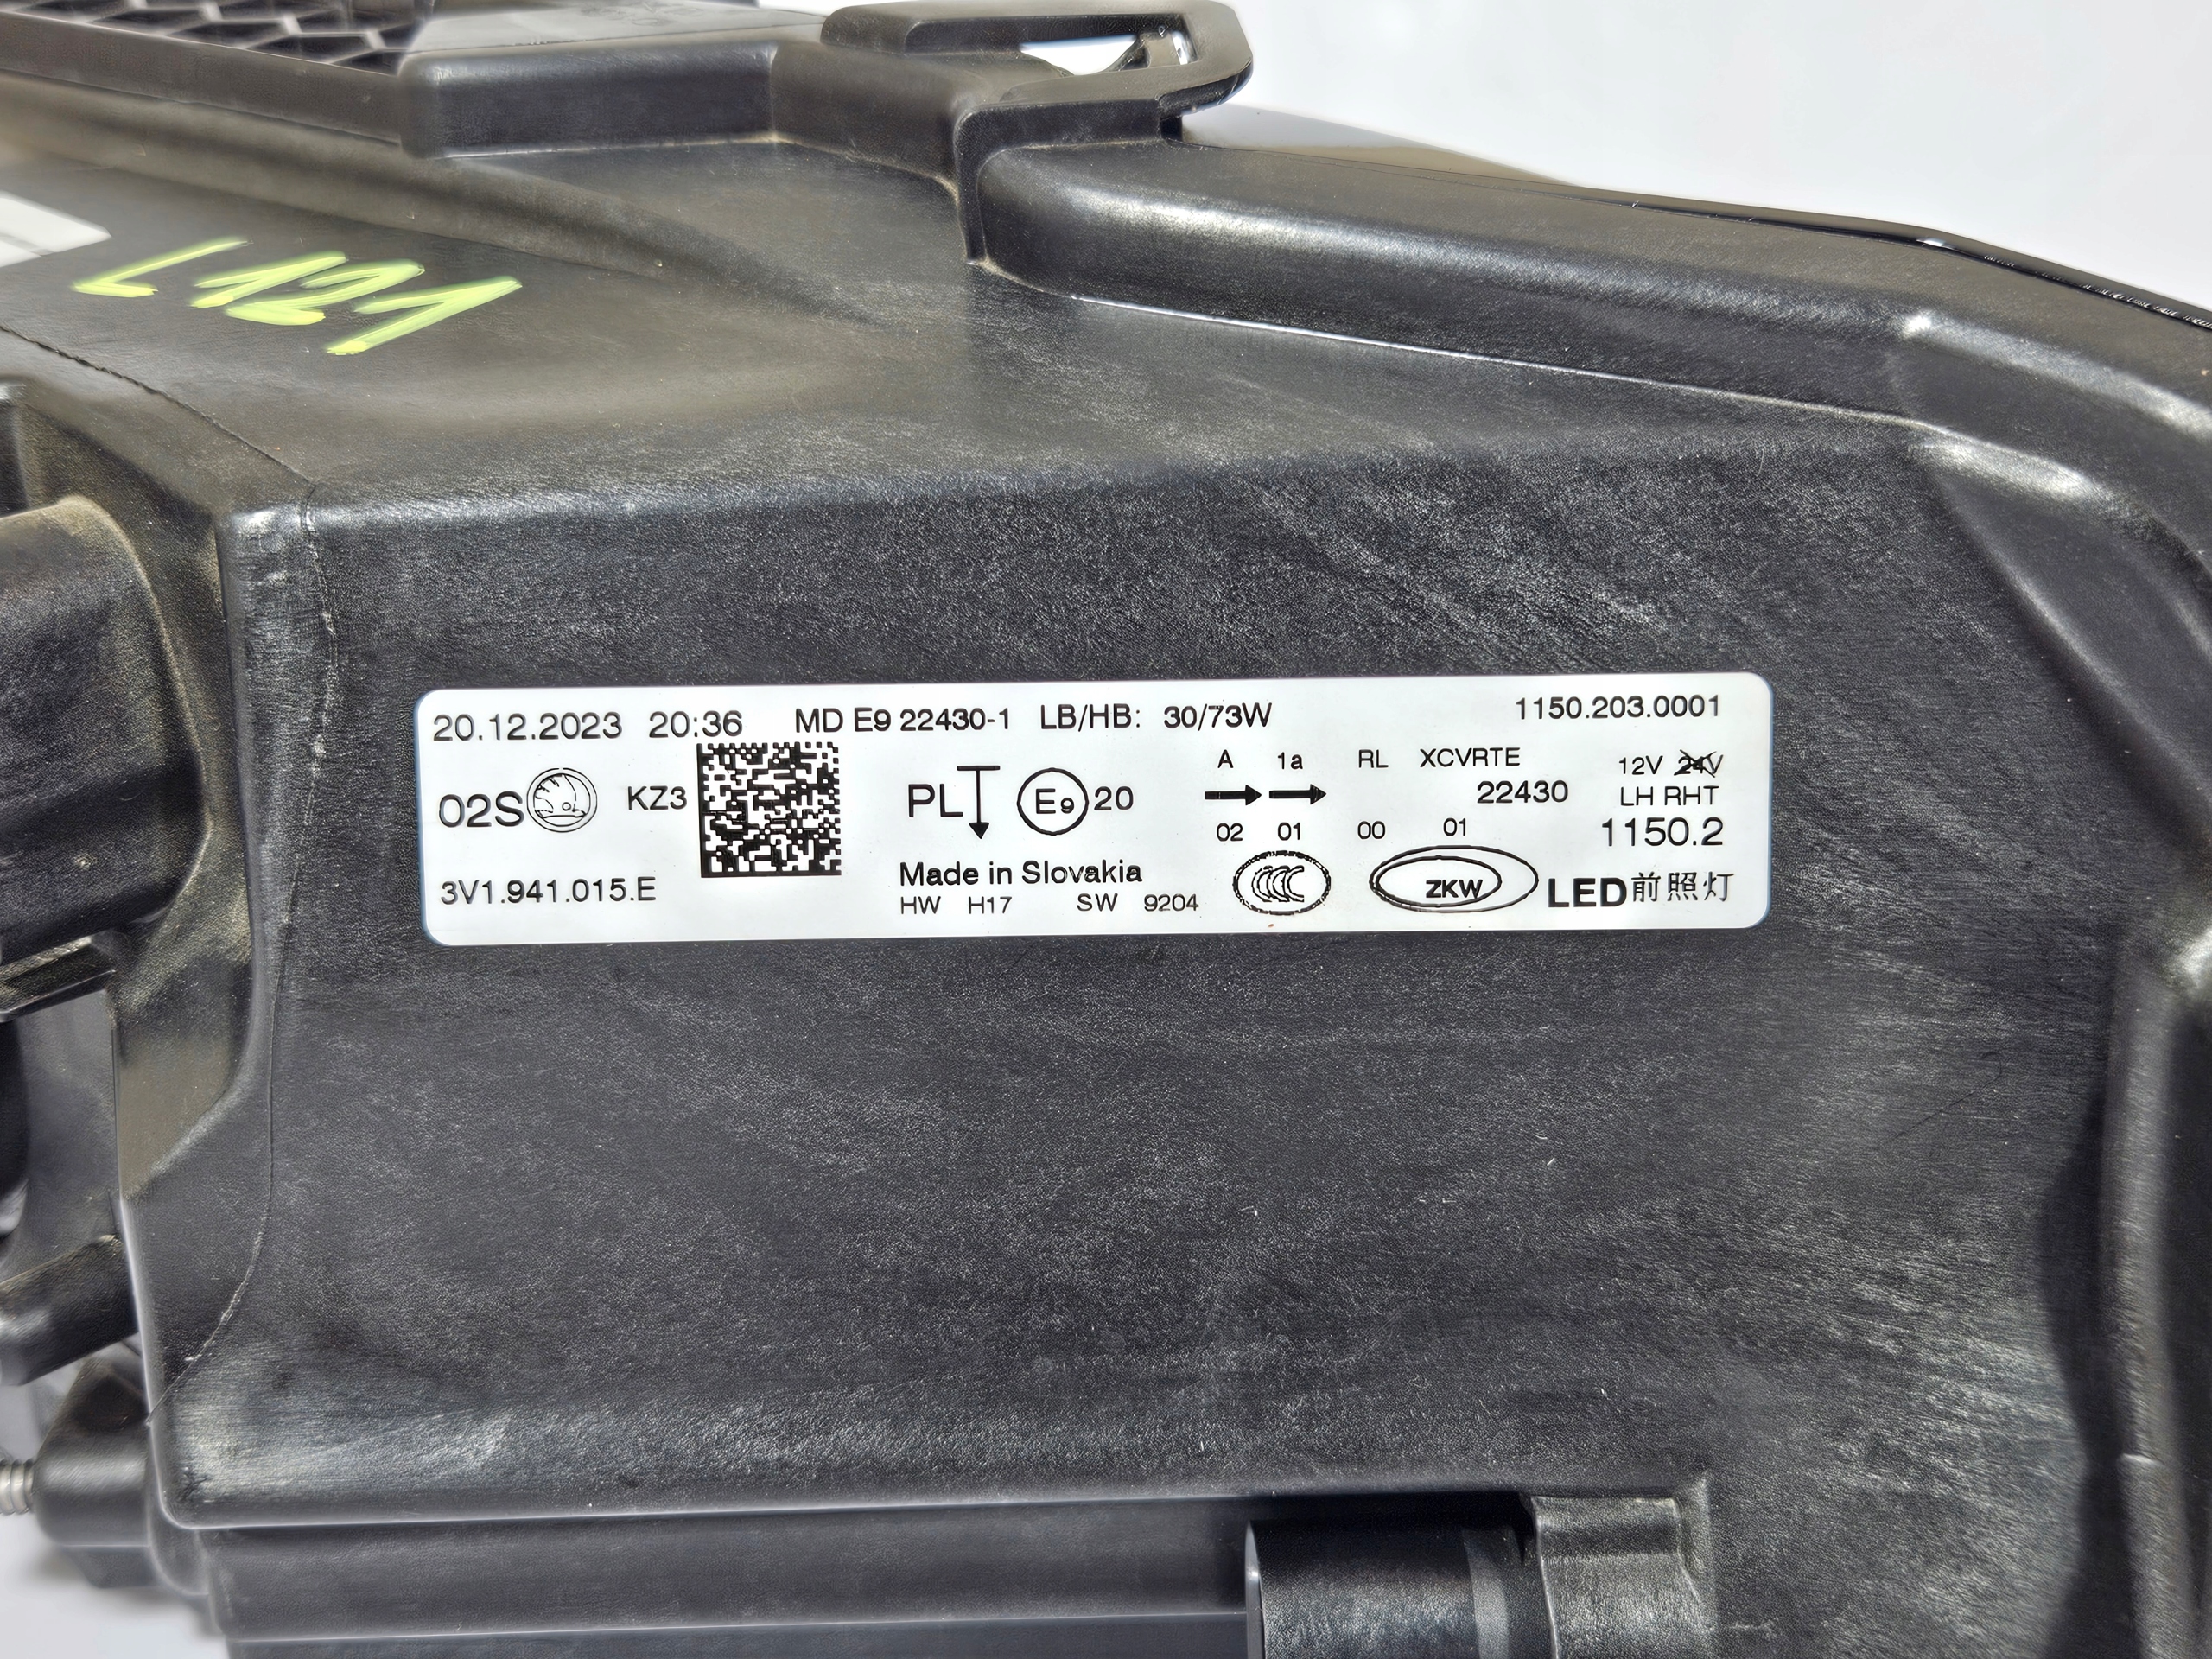 L121
20.12.2023 20:36 MD E9 22430-1 LB/HB: 30/73W 1150.203.0001
A 1a RL XCVRTE 12V 24V
02S KZ3 PL E9 20 22430 LH RHT
02 01 00 01 1150.2
3V1.941.015.E Made in Slovakia CCC ZKW LED前照灯
HW H17 SW 9204